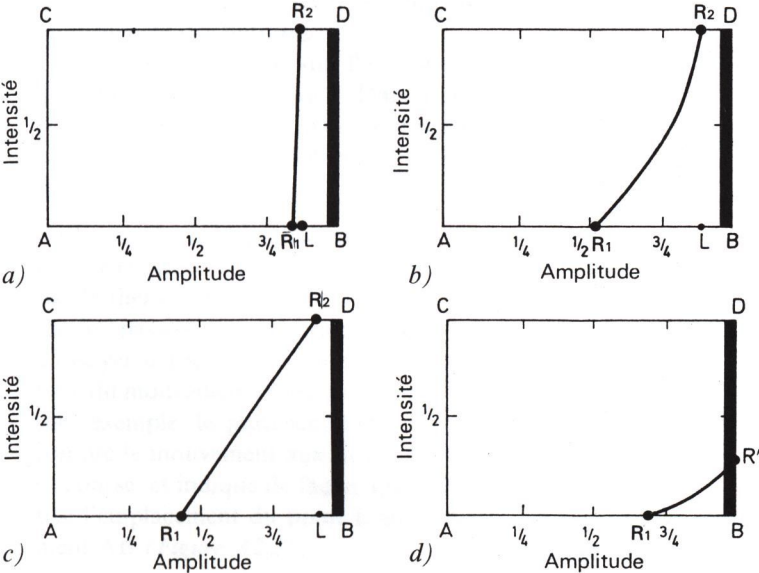 C R2 D
Intensité
1/2
A 1/4 1/2 3/4 R1 L B
a) Amplitude
C R2 D
Intensité
1/2
A 1/4 1/2 R1 3/4 L B
b) Amplitude
C R2 D
Intensité
1/2
A 1/4 R1 1/2 3/4 L B
c) Amplitude
C D
Intensité
1/2
R'
A 1/4 1/2 R1 3/4 B
d) Amplitude